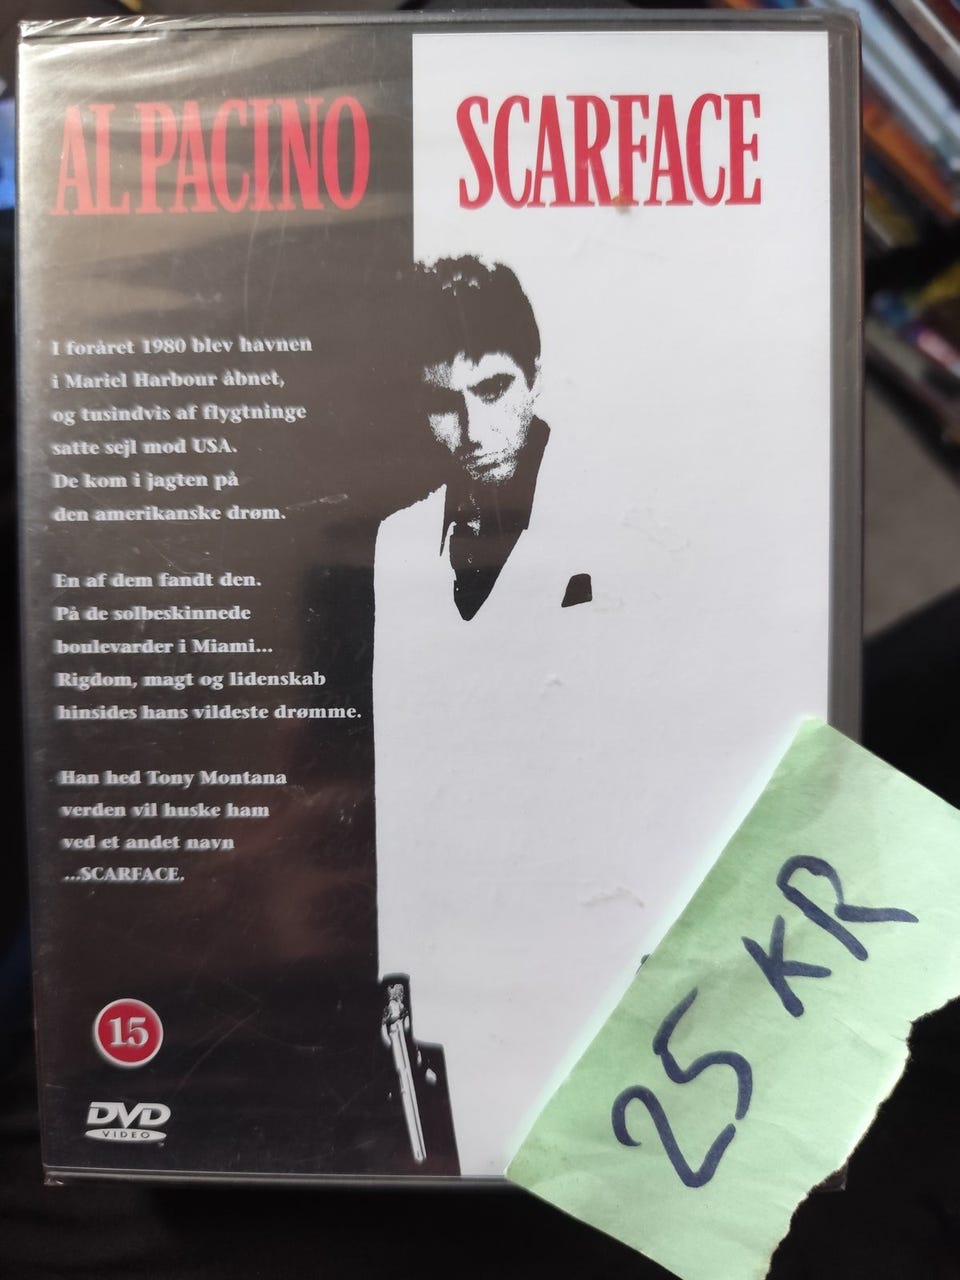 AL PACINO
SCARFACE
I foråret 1980 blev havnen
i Mariel Harbour åbnet,
og tusindvis af flygtninge
satte sejl mod USA.
De kom i jagten på
den amerikanske drøm.
En af dem fandt den.
På de solbeskinnede
boulevarder i Miami...
Rigdom, magt og lidenskab
hinsides hans vildeste drømme.
Han hed Tony Montana
verden vil huske ham
ved et andet navn
...SCARFACE.
15
DVD
VIDEO
25 KR